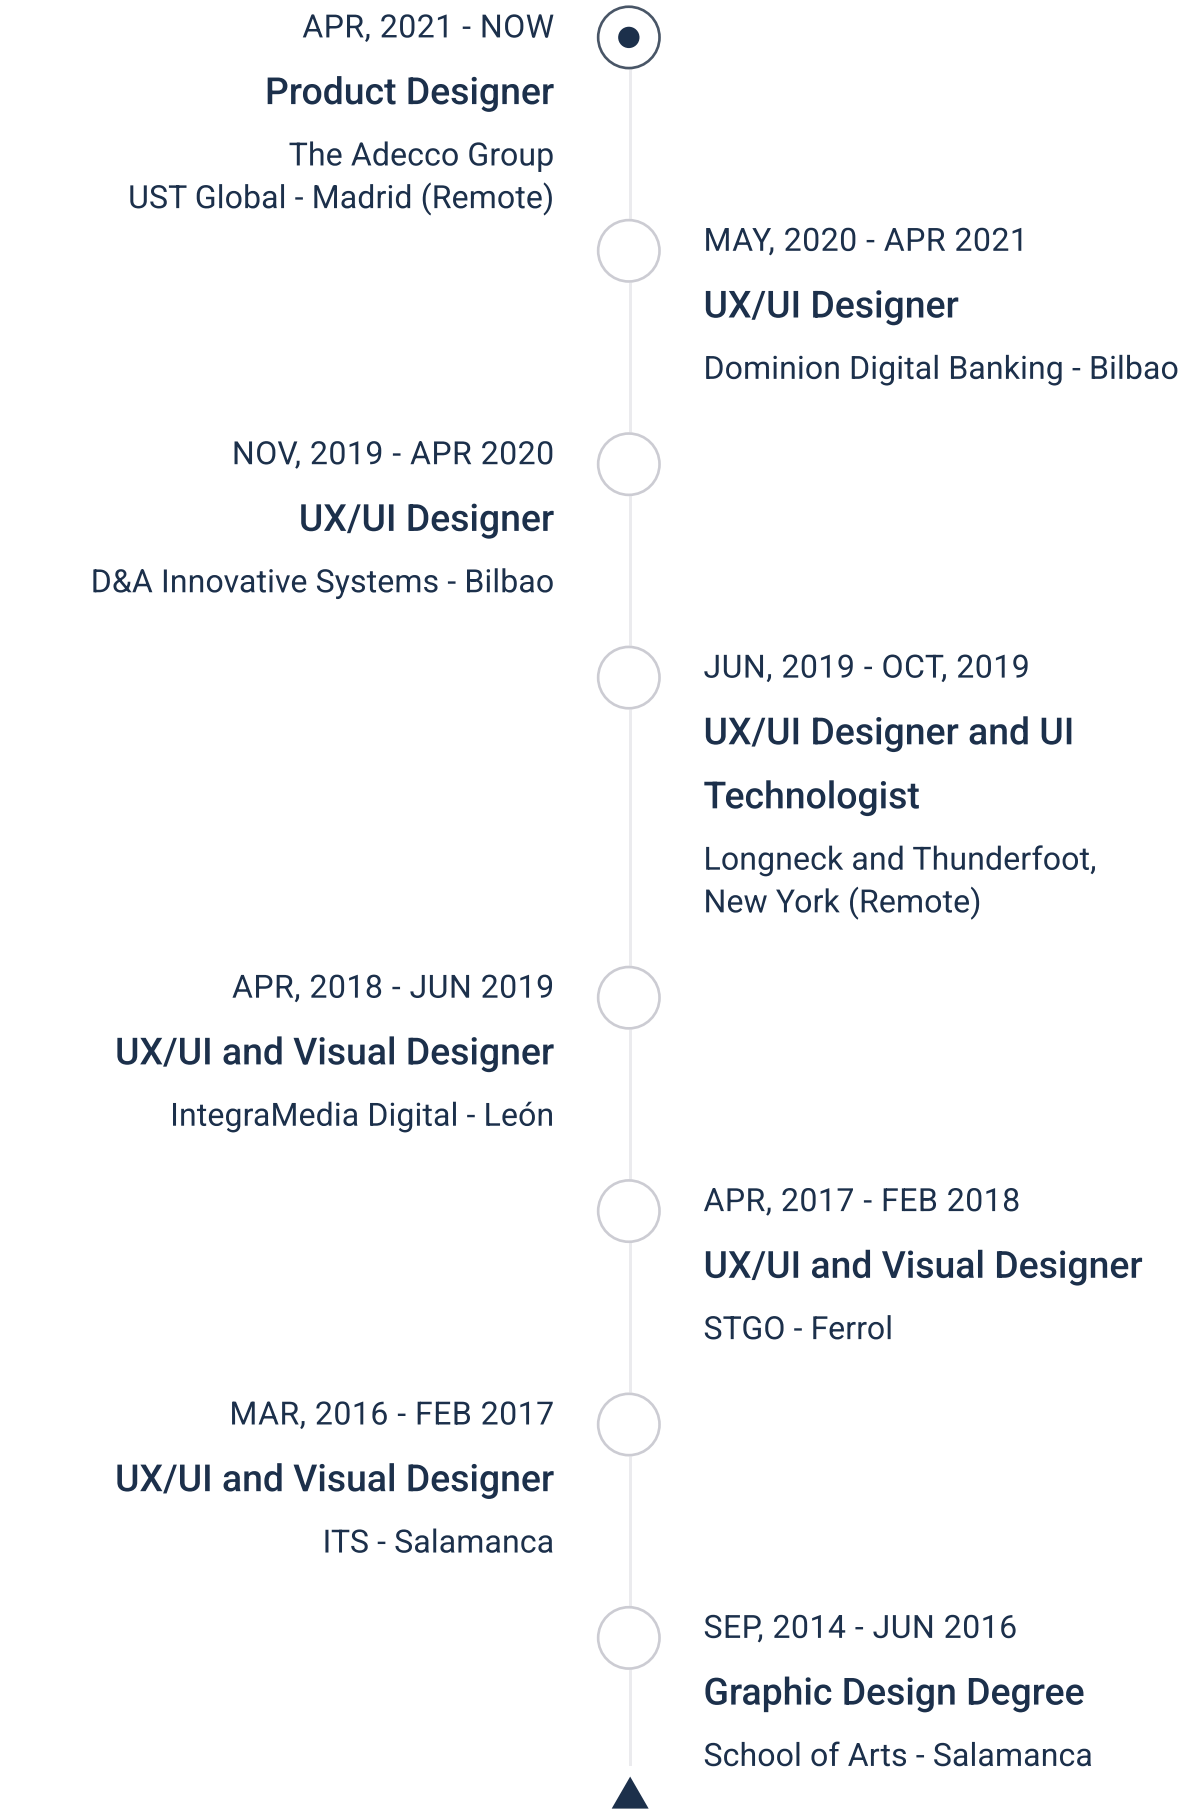 APR, 2021 - NOW
Product Designer
The Adecco Group
UST Global - Madrid (Remote)
MAY, 2020 - APR 2021
UX/UI Designer
Dominion Digital Banking - Bilbao
NOV, 2019 - APR 2020
UX/UI Designer
D&A Innovative Systems - Bilbao
JUN, 2019 - OCT, 2019
UX/UI Designer and UI
Technologist
Longneck and Thunderfoot,
New York (Remote)
APR, 2018 - JUN 2019
UX/UI and Visual Designer
IntegraMedia Digital - León
APR, 2017 - FEB 2018
UX/UI and Visual Designer
STGO - Ferrol
MAR, 2016 - FEB 2017
UX/UI and Visual Designer
ITS - Salamanca
SEP, 2014 - JUN 2016
Graphic Design Degree
School of Arts - Salamanca